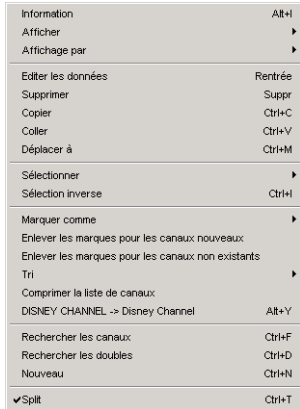 Information Alt+I
Afficher
Affichage par
Editer les données Rentrée
Supprimer Suppr
Copier Ctrl+C
Coller Ctrl+V
Déplacer à Ctrl+M
Sélectionner
Sélection inverse Ctrl+I
Marquer comme
Enlever les marques pour les canaux nouveaux
Enlever les marques pour les canaux non existants
Tri
Comprimer la liste de canaux
DISNEY CHANNEL -> Disney Channel Alt+Y
Rechercher les canaux Ctrl+F
Rechercher les doubles Ctrl+D
Nouveau Ctrl+N
Split Ctrl+T